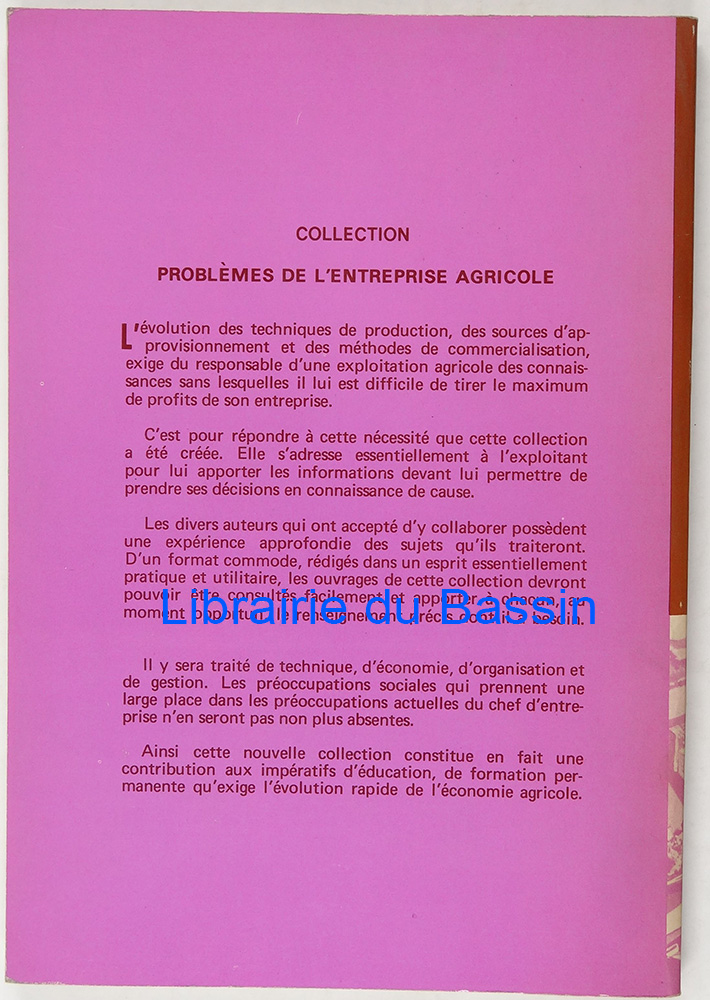 COLLECTION
PROBLÈMES DE L'ENTREPRISE AGRICOLE
L'évolution des techniques de production, des sources d'ap-
provisionnement et des méthodes de commercialisation,
exige du responsable d'une exploitation agricole des connais-
sances sans lesquelles il lui est difficile de tirer le maximum
de profits de son entreprise.
C'est pour répondre à cette nécessité que cette collection
a été créée. Elle s'adresse essentiellement à l'exploitant
pour lui apporter les informations devant lui permettre de
prendre ses décisions en connaissance de cause.
Les divers auteurs qui ont accepté d'y collaborer possèdent
une expérience approfondie des sujets qu'ils traiteront.
D'un format commode, rédigés dans un esprit essentiellement
pratique et utilitaire, les ouvrages de cette collection devront
pouvoir être consultés facilement et apporter à chacun, au
moment opportun, le renseignement précis dont il a besoin.
Librairie du Bassin
Il y sera traité de technique, d'économie, d'organisation et
de gestion. Les préoccupations sociales qui prennent une
large place dans les préoccupations actuelles du chef d'entre-
prise n'en seront pas non plus absentes.
Ainsi cette nouvelle collection constitue en fait une
contribution aux impératifs d'éducation, de formation per-
manente qu'exige l'évolution rapide de l'économie agricole.